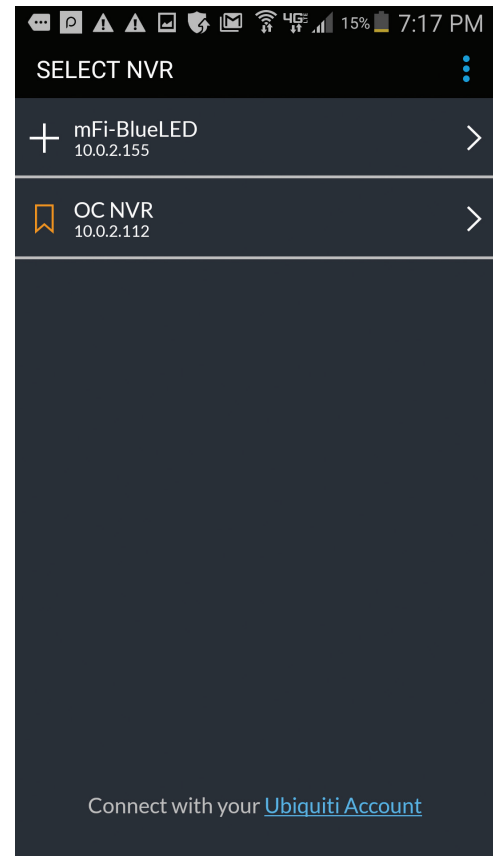 4G 15% 7:17 PM
SELECT NVR
mFi-BlueLED
10.0.2.155
OC NVR
10.0.2.112
Connect with your Ubiquiti Account